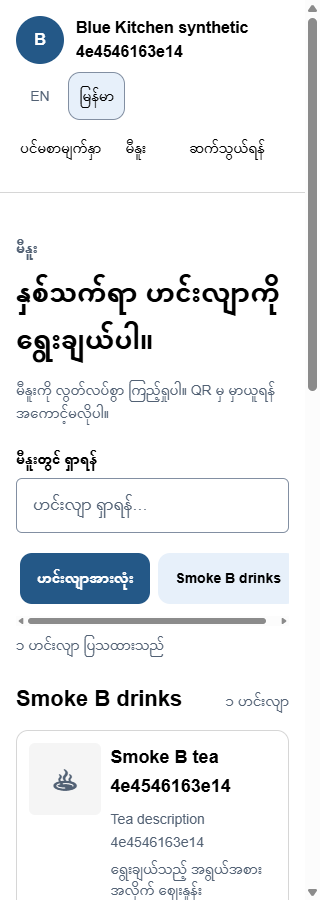 B
Blue Kitchen synthetic
4e4546163e14
EN
မြန်မာ
ပင်မစာမျက်နှာ
မီနူး
ဆက်သွယ်ရန်
မီနူး
နှစ်သက်ရာ ဟင်းလျာကို
ရွေးချယ်ပါ။
မီနူးကို လွတ်လပ်စွာ ကြည့်ရှုပါ။ QR မှ မှာယူရန်
အကောင့်မလိုပါ။
မီနူးတွင် ရှာရန်
ဟင်းလျာ ရှာရန်…
ဟင်းလျာအားလုံး
Smoke B drinks
၁ ဟင်းလျာ ပြသထားသည်
Smoke B drinks
၁ ဟင်းလျာ
Smoke B tea
4e4546163e14
Tea description
4e4546163e14
ရွေးချယ်သည့် အရွယ်အစား
အလိုက် ဈေးနှုန်း